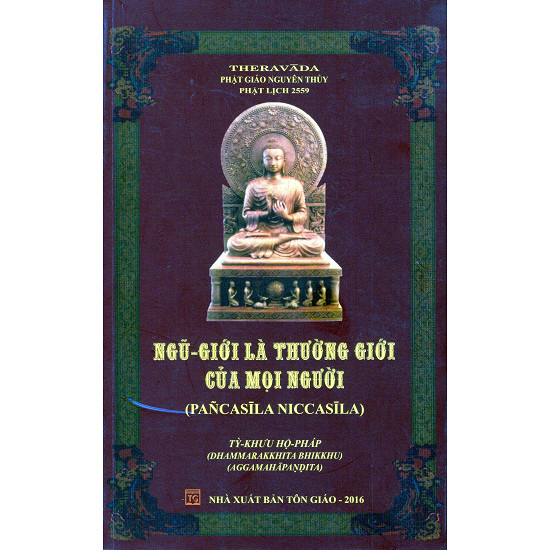 THERAVĀDA
PHẬT GIÁO NGUYÊN THỦY
PHẬT LỊCH 2559
NGŨ-GIỚI LÀ THƯỜNG GIỚI
CỦA MỌI NGƯỜI
(PAÑCASĪLA NICCASĪLA)
TỲ-KHƯU HỘ-PHÁP
(DHAMMARAKKHITA BHIKKHU)
(AGGAMAHĀPAṆḌITA)
TG NHÀ XUẤT BẢN TÔN GIÁO - 2016